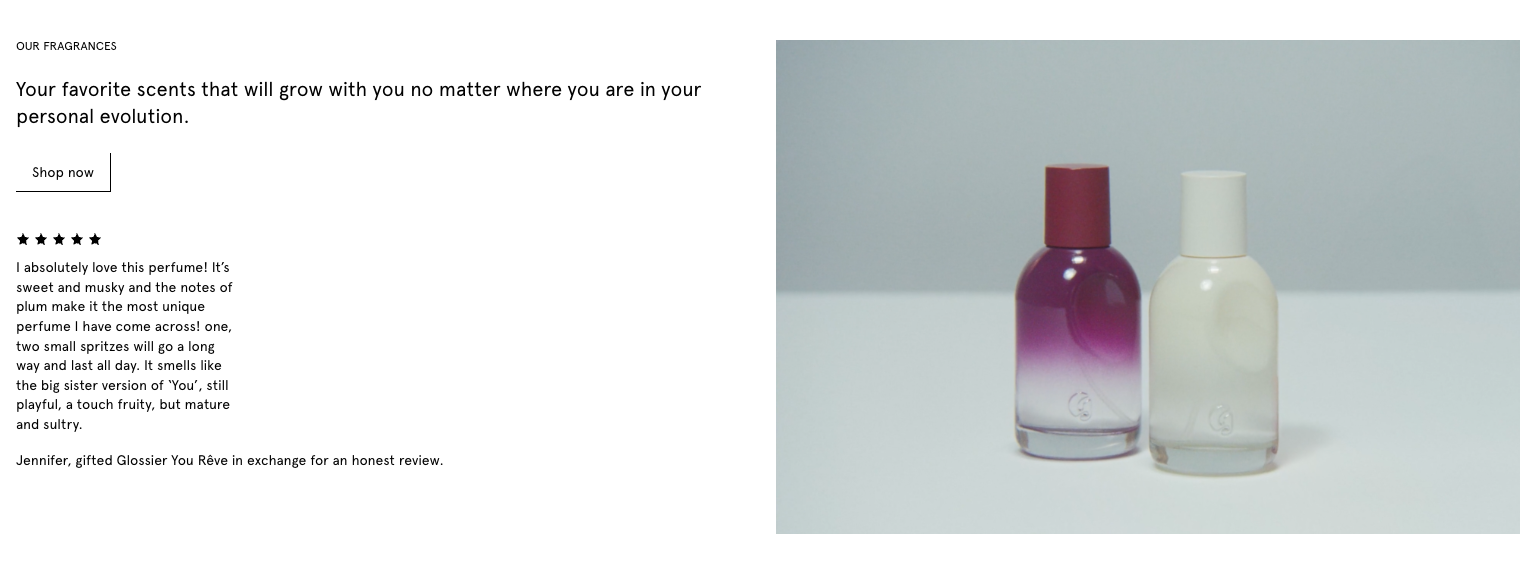 OUR FRAGRANCES
Your favorite scents that will grow with you no matter where you are in your
personal evolution.
Shop now
I absolutely love this perfume! It’s
sweet and musky and the notes of
plum make it the most unique
perfume I have come across! one,
two small spritzes will go a long
way and last all day. It smells like
the big sister version of ‘You’, still
playful, a touch fruity, but mature
and sultry.
Jennifer, gifted Glossier You Rêve in exchange for an honest review.